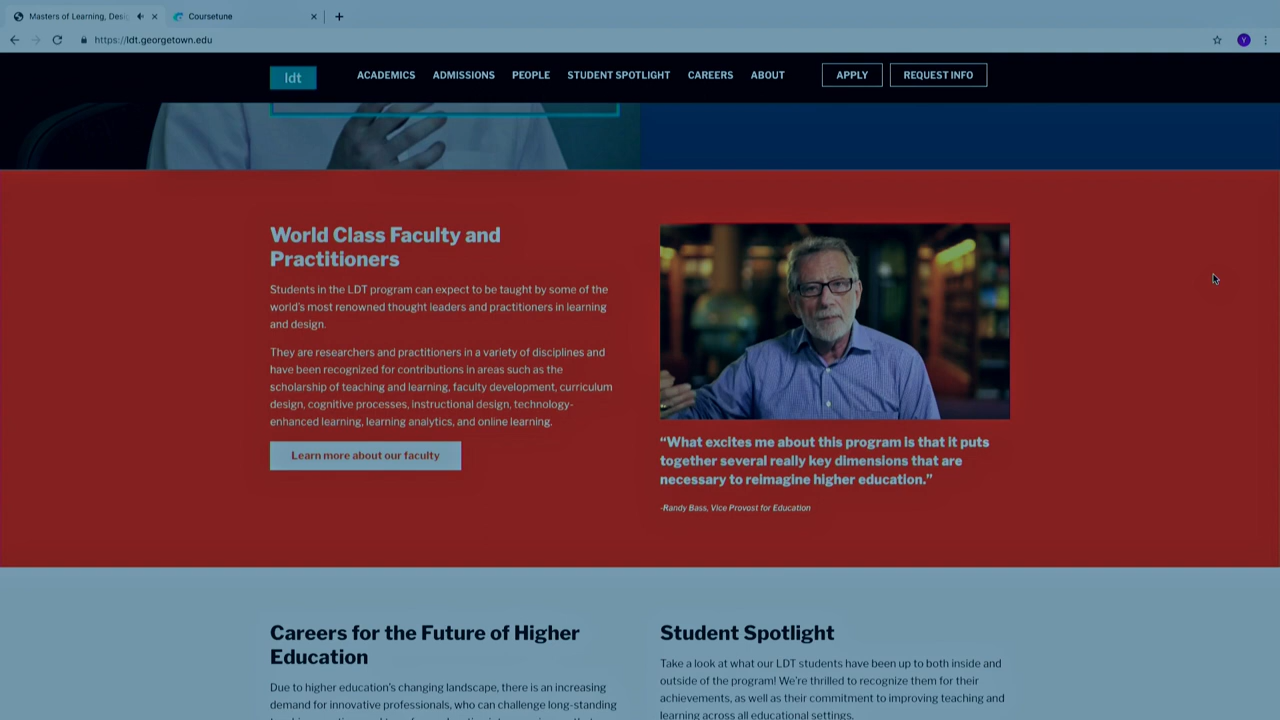 Masters of Learning, Desi
Coursetune
https://ldt.georgetown.edu
Y
ldt
ACADEMICS
ADMISSIONS
PEOPLE
STUDENT SPOTLIGHT
CAREERS
ABOUT
APPLY
REQUEST INFO
World Class Faculty and
Practitioners
Students in the LDT program can expect to be taught by some of the
world's most renowned thought leaders and practitioners in learning
and design.
They are researchers and practitioners in a variety of disciplines and
have been recognized for contributions in areas such as the
scholarship of teaching and learning, faculty development, curriculum
design, cognitive processes, instructional design, technology-
enhanced learning, learning analytics, and online learning.
Learn more about our faculty
“What excites me about this program is that it puts
together several really key dimensions that are
necessary to reimagine higher education.”
-Randy Bass, Vice Provost for Education
Careers for the Future of Higher
Education
Due to higher education's changing landscape, there is an increasing
demand for innovative professionals, who can challenge long-standing
Student Spotlight
Take a look at what our LDT students have been up to both inside and
outside of the program! We're thrilled to recognize them for their
achievements, as well as their commitment to improving teaching and
learning across all educational settings.